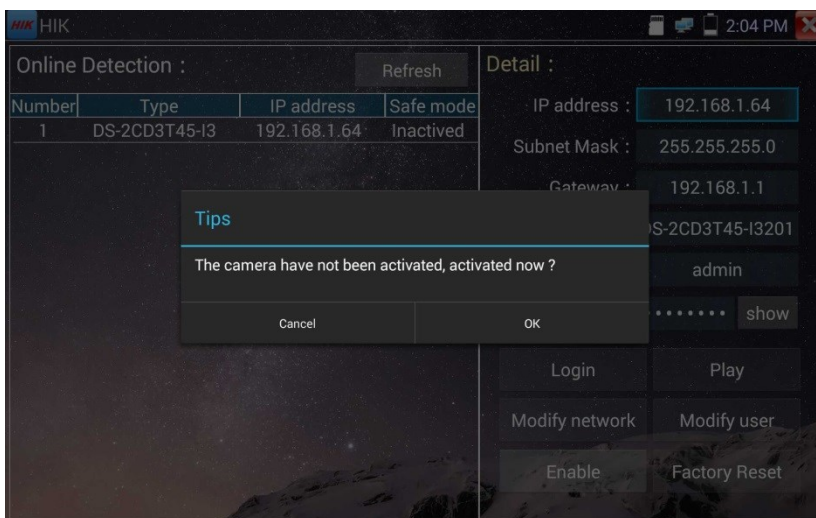 HIK HIK 2:04 PM
Online Detection : Refresh
Number Type IP address Safe mode
1 DS-2CD3T45-I3 192.168.1.64 Inactived
Detail :
IP address : 192.168.1.64
Subnet Mask : 255.255.255.0
Gateway : 192.168.1.1
S-2CD3T45-I3201
admin
show
Login Play
Modify network Modify user
Enable Factory Reset
Tips
The camera have not been activated, activated now ?
Cancel OK